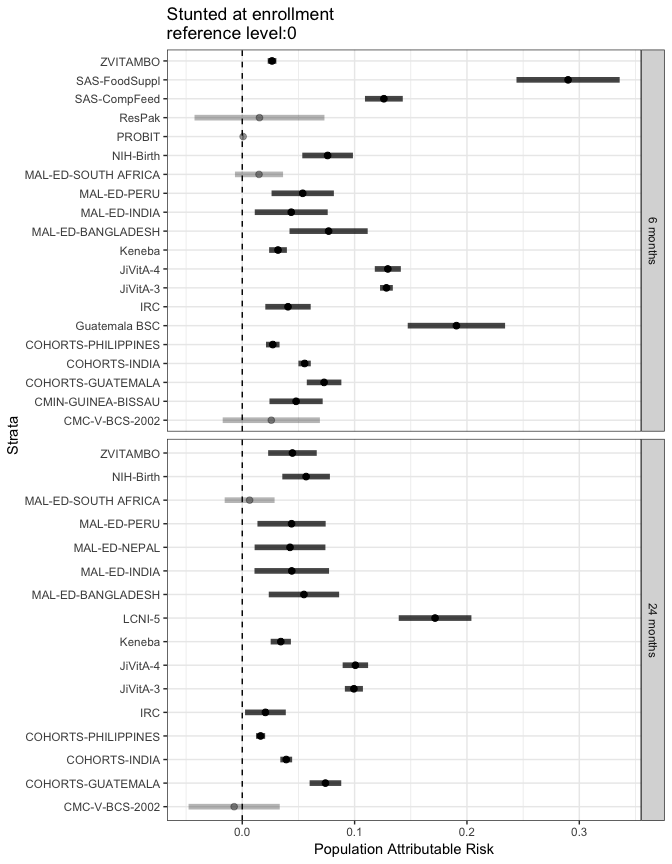 Stunted at enrollment
reference level:0
ZVITAMBO
SAS-FoodSuppl
SAS-CompFeed
ResPak
PROBIT
NIH-Birth
MAL-ED-SOUTH AFRICA
MAL-ED-PERU
MAL-ED-INDIA
MAL-ED-BANGLADESH
Keneba
JiVitA-4
JiVitA-3
IRC
Guatemala BSC
COHORTS-PHILIPPINES
COHORTS-INDIA
COHORTS-GUATEMALA
CMIN-GUINEA-BISSAU
CMC-V-BCS-2002
6 months
Strata
ZVITAMBO
NIH-Birth
MAL-ED-SOUTH AFRICA
MAL-ED-PERU
MAL-ED-NEPAL
MAL-ED-INDIA
MAL-ED-BANGLADESH
LCNI-5
Keneba
JiVitA-4
JiVitA-3
IRC
COHORTS-PHILIPPINES
COHORTS-INDIA
COHORTS-GUATEMALA
CMC-V-BCS-2002
24 months
0.0 0.1 0.2 0.3
Population Attributable Risk